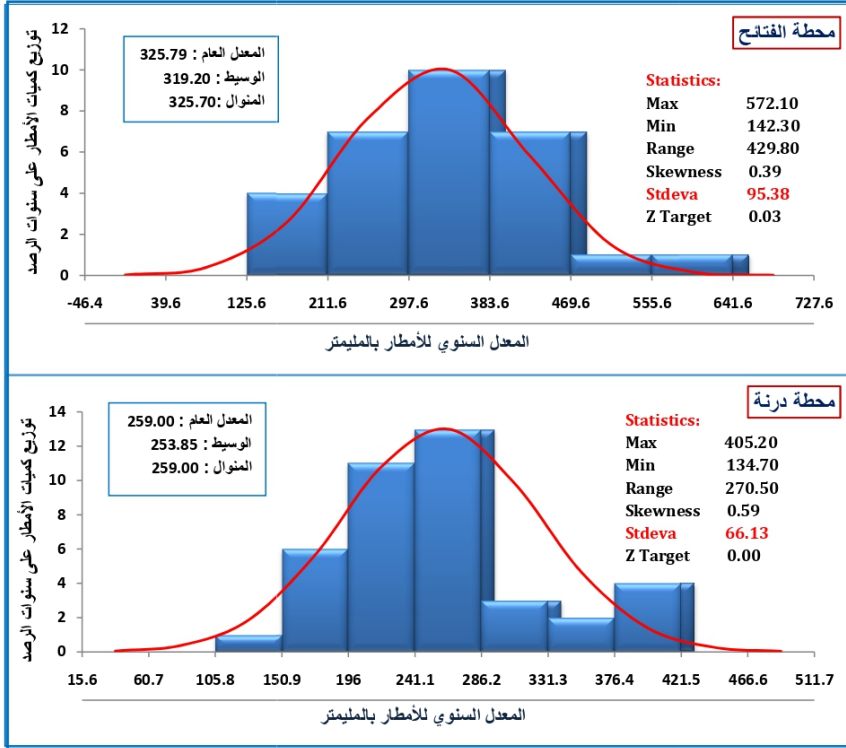 محطة الفتائح
المعدل العام : 325.79
الوسيط : 319.20
المنوال :325.70
Statistics:
Max 572.10
Min 142.30
Range 429.80
Skewness 0.39
Stdeva 95.38
Z Target 0.03
توزيع كميات الأمطار على سنوات الرصد
12
10
8
6
4
2
0
-46.4 39.6 125.6 211.6 297.6 383.6 469.6 555.6 641.6 727.6
المعدل السنوي للأمطار بالمليمتر
محطة درنة
المعدل العام : 259.00
الوسيط : 253.85
المنوال : 259.00
Statistics:
Max 405.20
Min 134.70
Range 270.50
Skewness 0.59
Stdeva 66.13
Z Target 0.00
توزيع كميات الأمطار على سنوات الرصد
14
12
10
8
6
4
2
0
15.6 60.7 105.8 150.9 196 241.1 286.2 331.3 376.4 421.5 466.6 511.7
المعدل السنوي للأمطار بالمليمتر